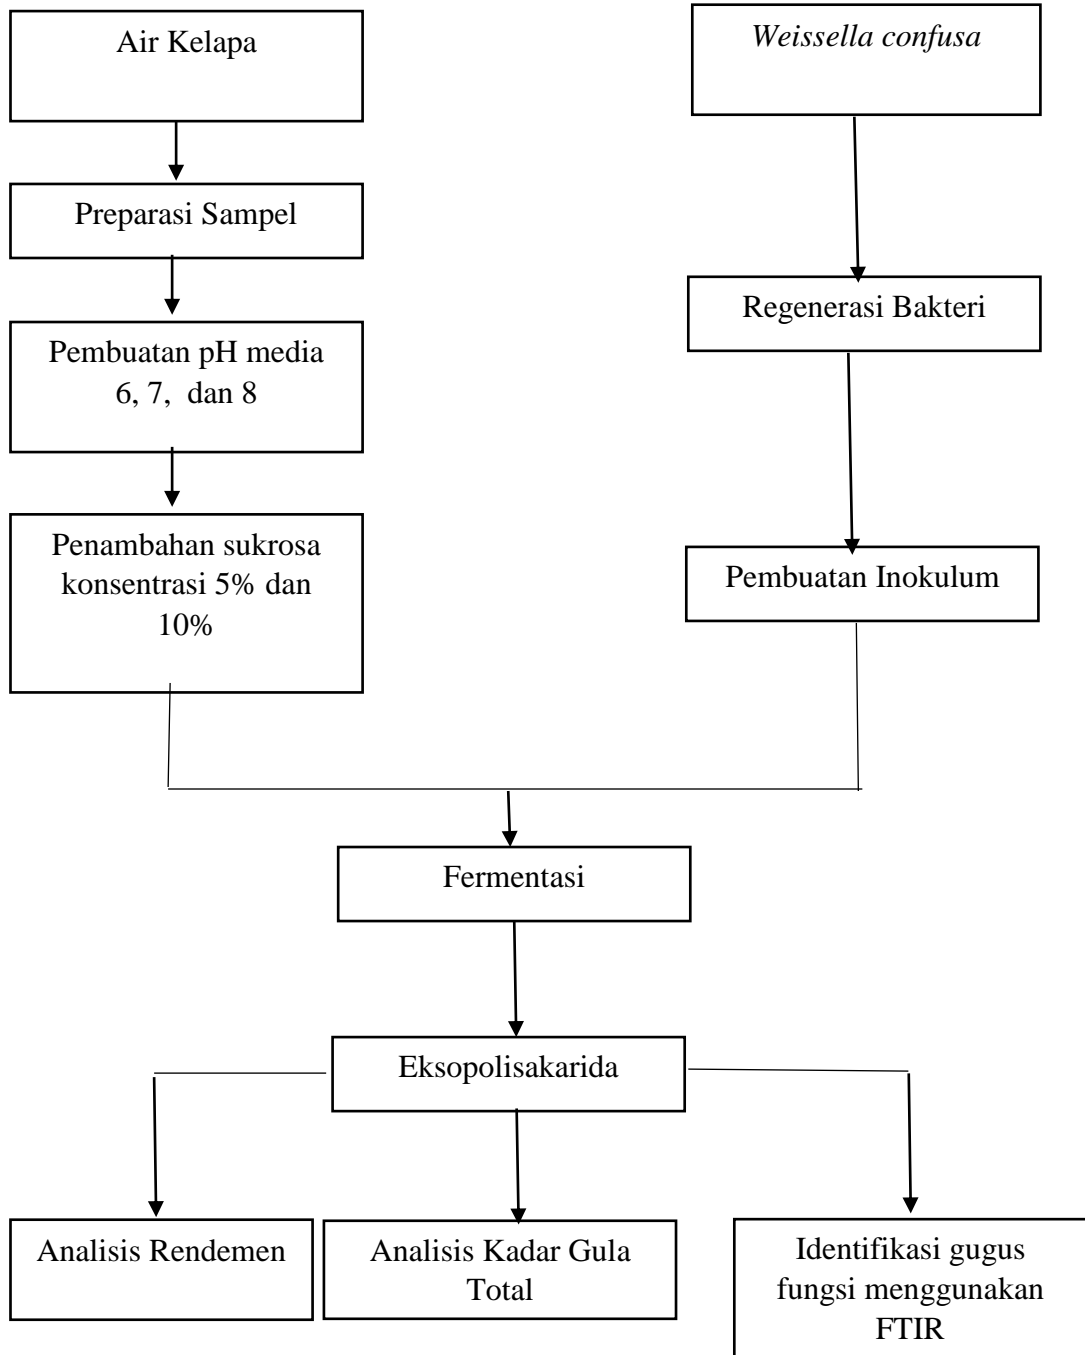 Air Kelapa
Weissella confusa
Preparasi Sampel
Regenerasi Bakteri
Pembuatan pH media
6, 7, dan 8
Penambahan sukrosa
konsentrasi 5% dan
10%
Pembuatan Inokulum
Fermentasi
Eksopolisakarida
Analisis Rendemen
Analisis Kadar Gula
Total
Identifikasi gugus
fungsi menggunakan
FTIR